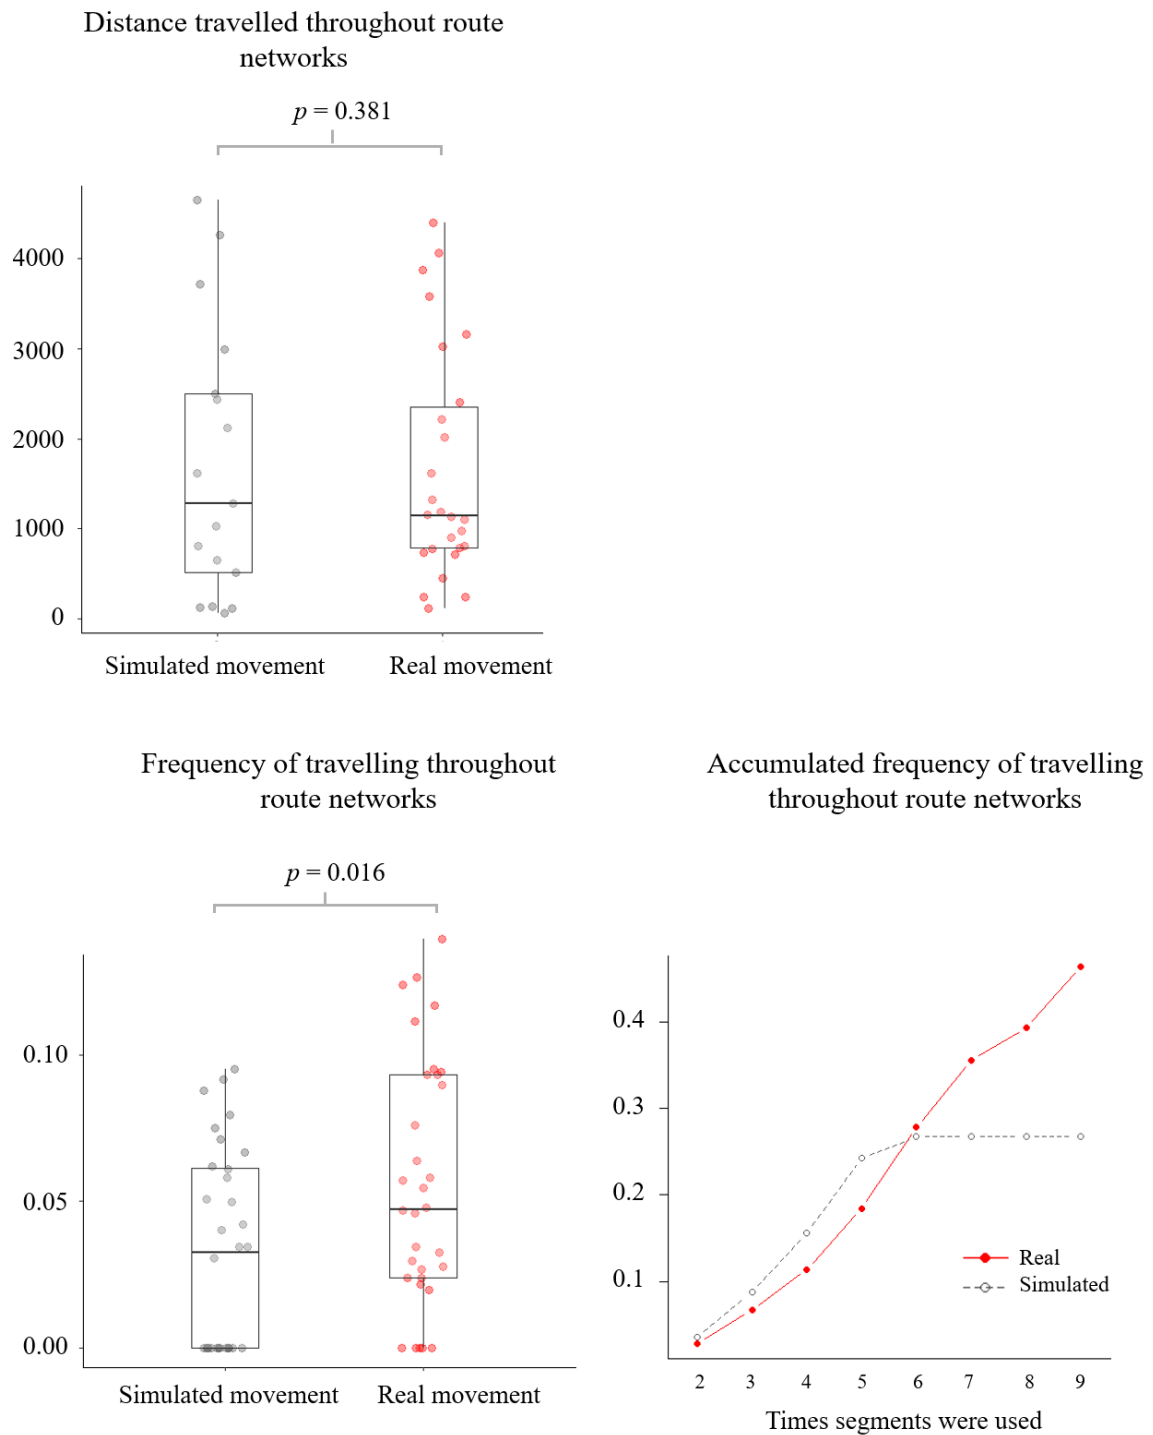 Distance travelled throughout route
networks
p = 0.381
4000
3000
2000
1000
0
Simulated movement
Real movement
Frequency of travelling throughout
route networks
p = 0.016
0.10
0.05
0.00
Simulated movement
Real movement
Accumulated frequency of travelling
throughout route networks
0.4
0.3
0.2
0.1
Real
Simulated
2 3 4 5 6 7 8 9
Times segments were used